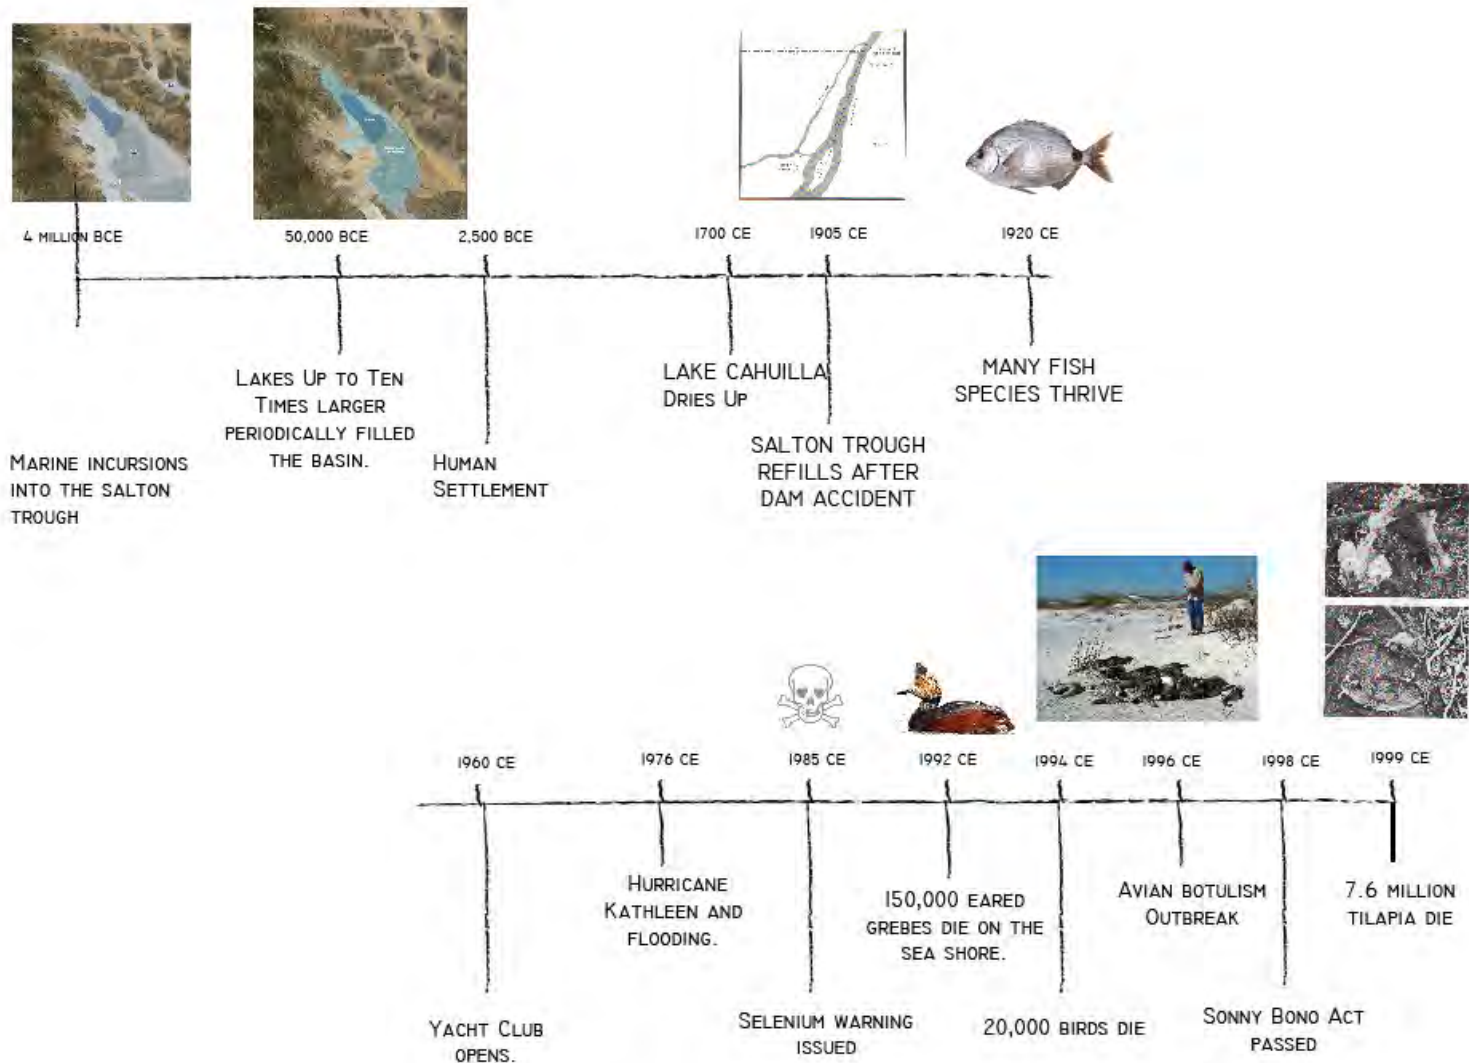 4 MILLION BCE
50,000 BCE
2,500 BCE
1700 CE
1905 CE
1920 CE
MARINE INCURSIONS
INTO THE SALTON
TROUGH
LAKES UP TO TEN
TIMES LARGER
PERIODICALLY FILLED
THE BASIN.
HUMAN
SETTLEMENT
LAKE CAHUILLA
DRIES UP
SALTON TROUGH
REFILLS AFTER
DAM ACCIDENT
MANY FISH
SPECIES THRIVE
1960 CE
1976 CE
1985 CE
1992 CE
1994 CE
1996 CE
1998 CE
1999 CE
YACHT CLUB
OPENS.
HURRICANE
KATHLEEN AND
FLOODING.
SELENIUM WARNING
ISSUED
150,000 EARED
GREBES DIE ON THE
SEA SHORE.
20,000 BIRDS DIE
AVIAN BOTULISM
OUTBREAK
SONNY BONO ACT
PASSED
7.6 MILLION
TILAPIA DIE